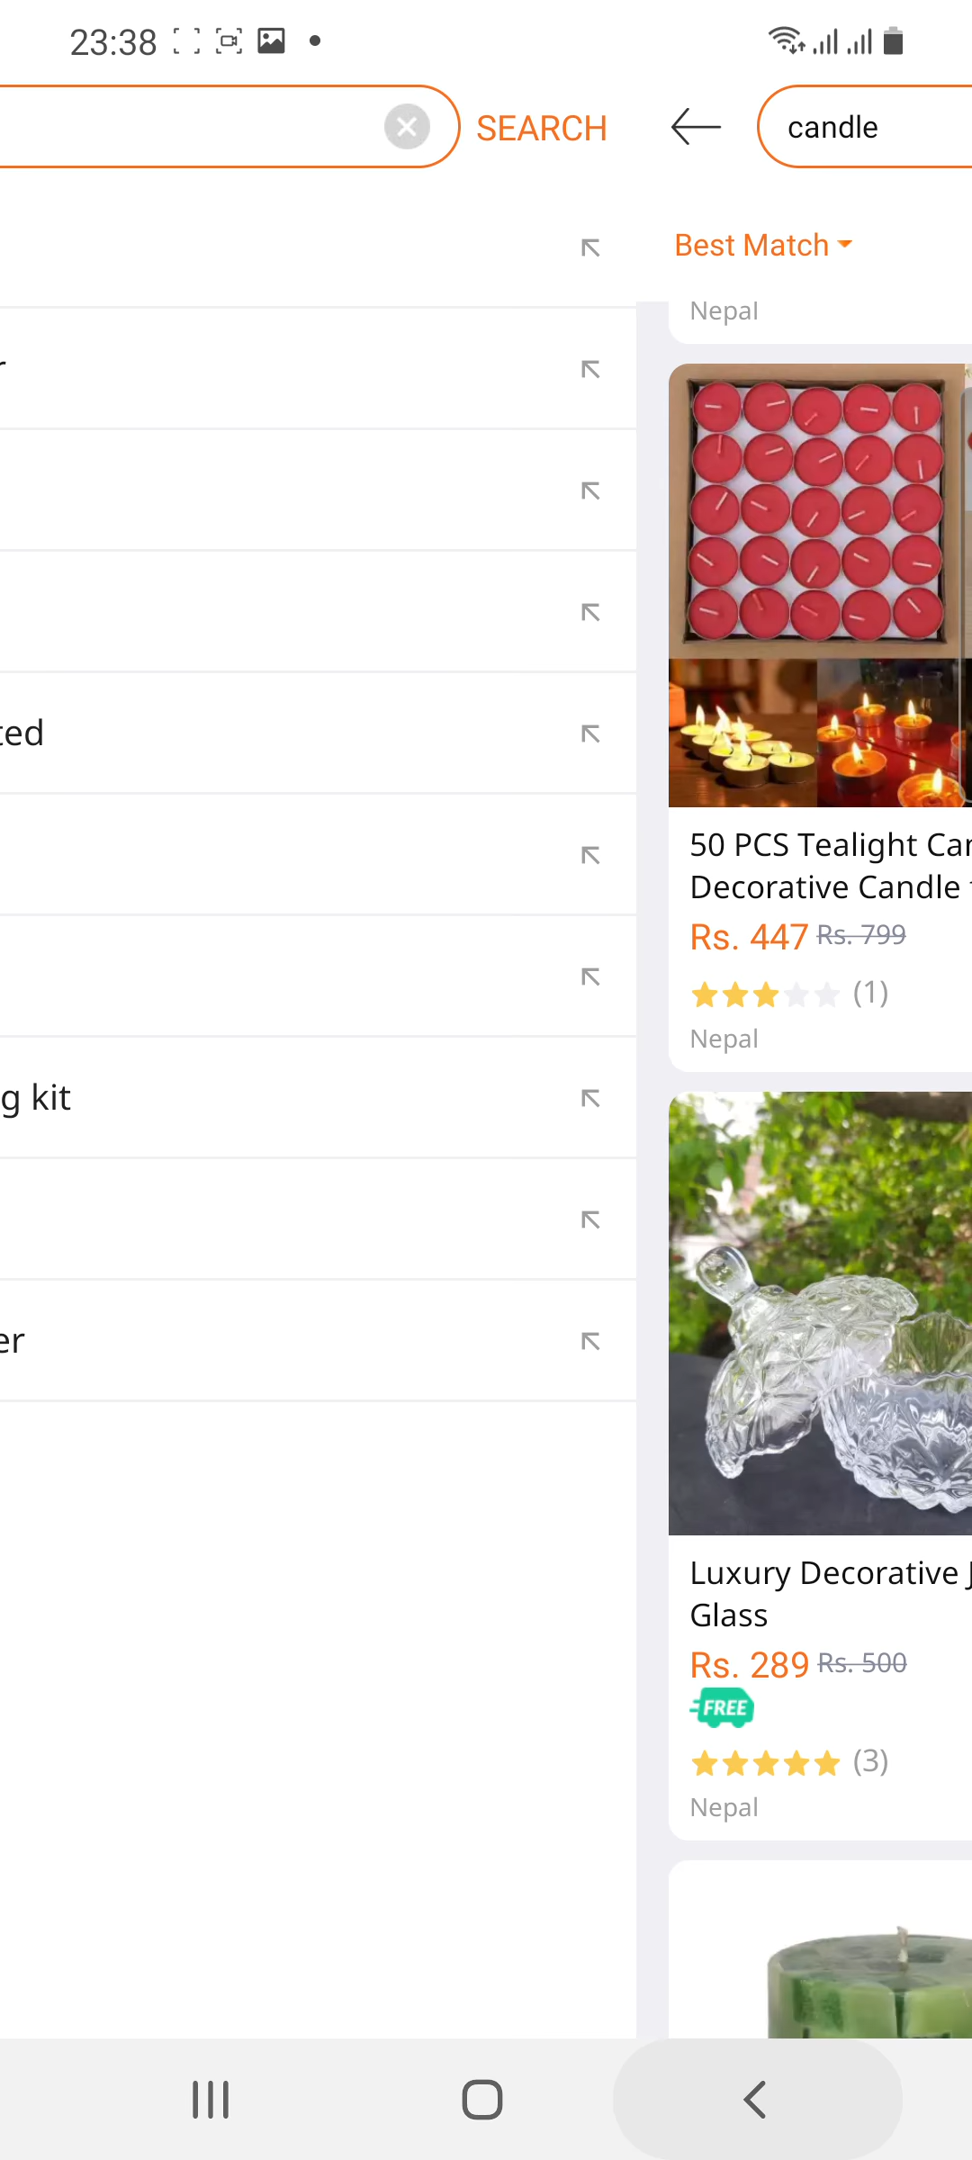 23:38
SEARCH
candle
Best Match
Nepal
ted
g kit
er
50 PCS Tealight
Decorative Candle
Rs. 447 Rs. 799
(1)
Nepal
Luxury Decorative
Glass
Rs. 289 Rs. 500
FREE
(3)
Nepal